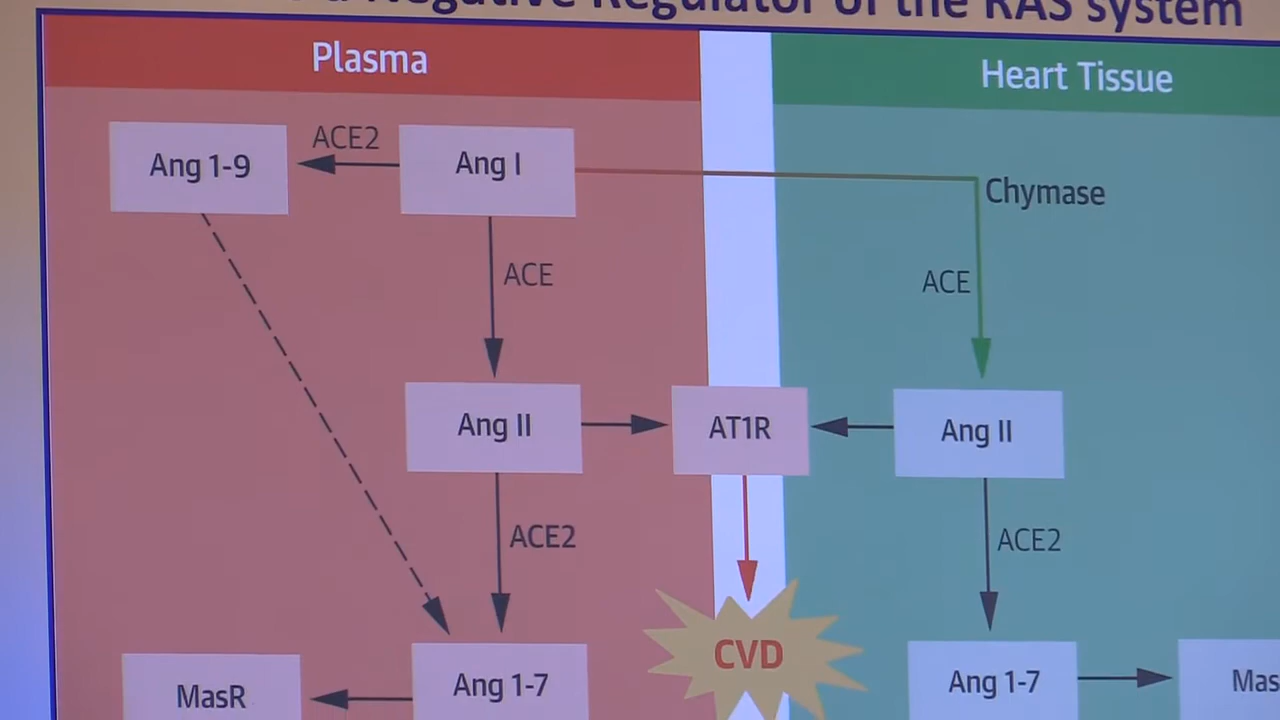 a Negative Regulator of the RAS system
Plasma
Heart Tissue
Ang 1-9
ACE2
Ang I
Chymase
ACE
ACE
Ang II
AT1R
Ang II
ACE2
ACE2
CVD
MasR
Ang 1-7
Ang 1-7
Mas